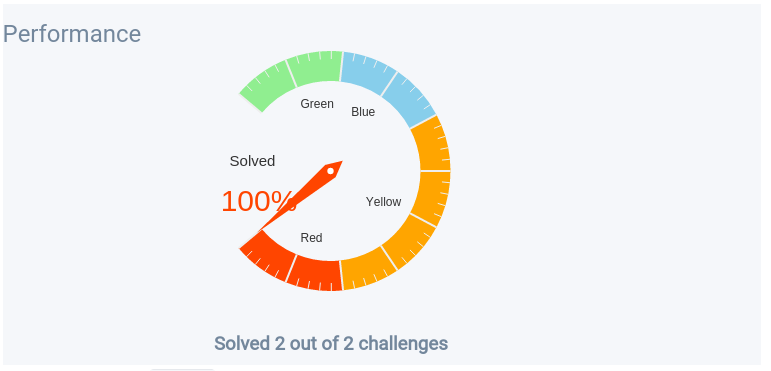 Performance
Green
Blue
Solved
100%
Yellow
Red
Solved 2 out of 2 challenges